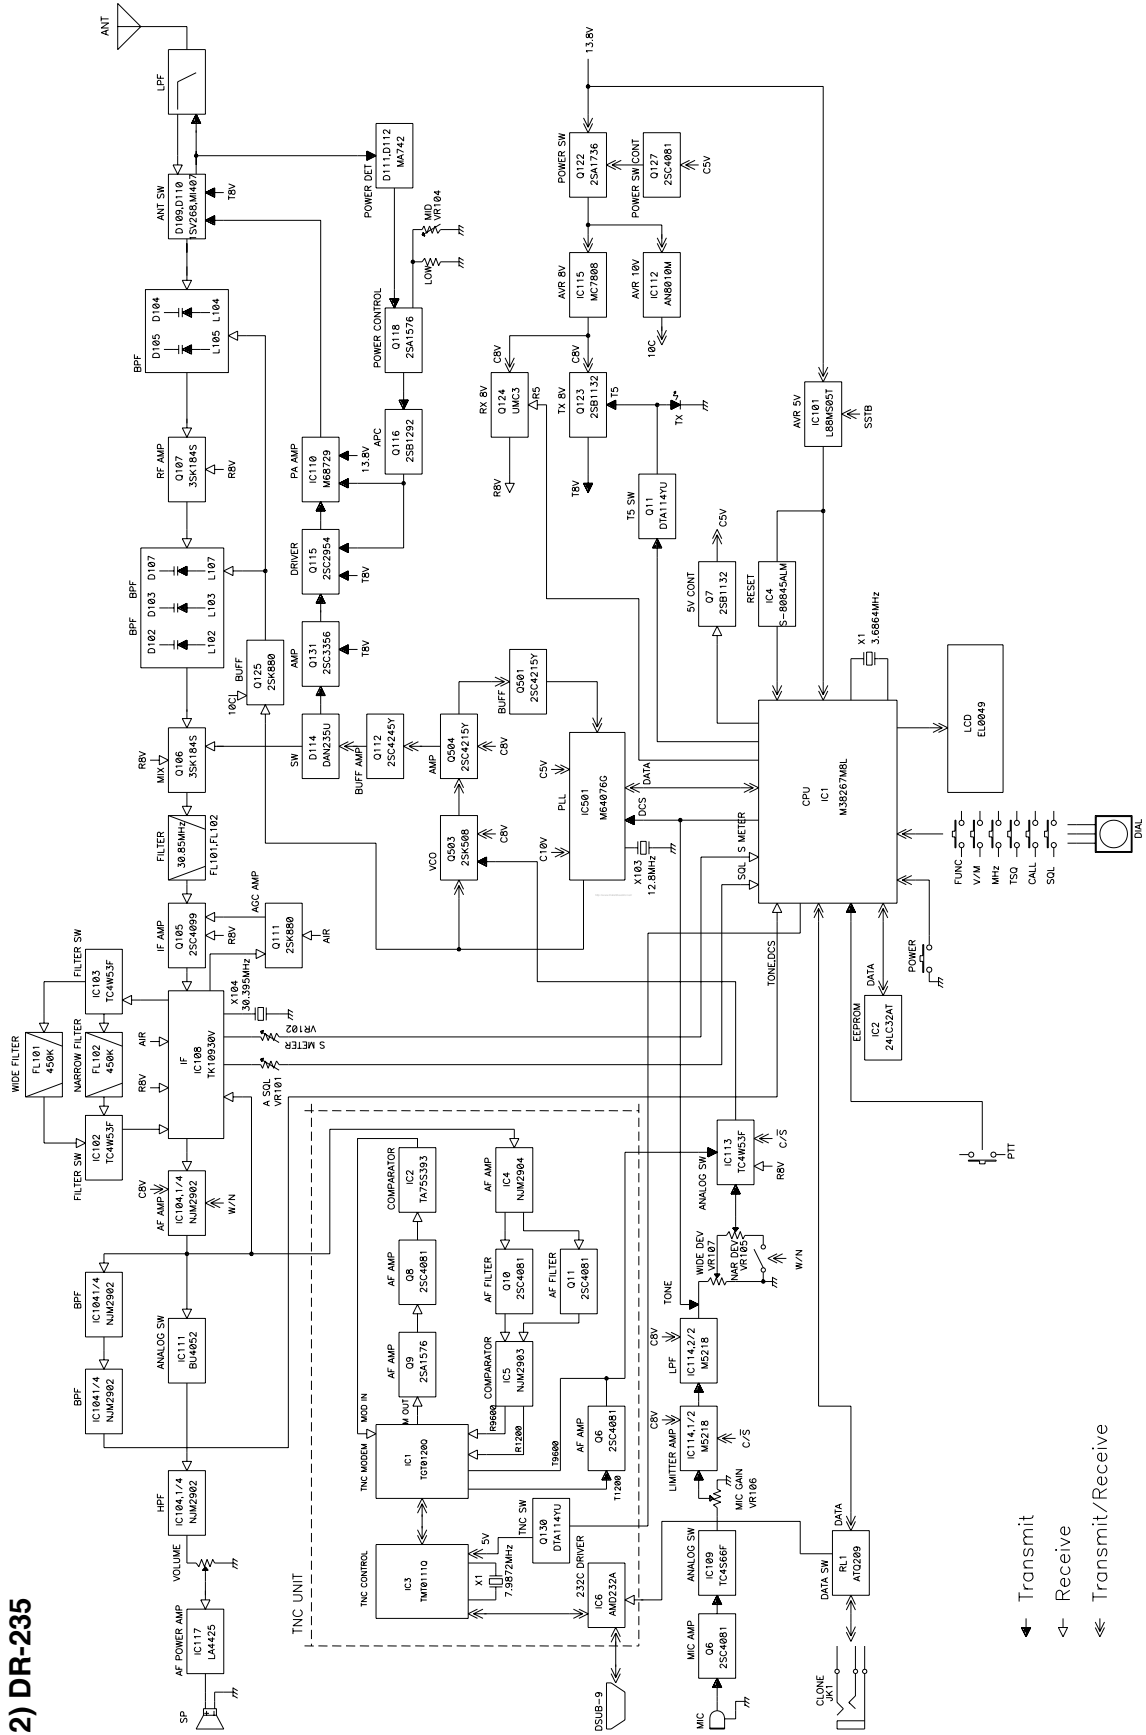 2) DR-235
ANT
LPF
ANT SW
D109,D110
1SV268,MI407
T8V
BPF
D104
L104
D105
L105
RF AMP
Q107
3SK184S
R8V
BPF
BPF
D107
L107
D103
L103
D102
L102
R8V
MIX
Q106
3SK184S
FILTER
30.85MHz
FL101,FL102
IF AMP
Q105
2SC4099
R8V
AGC AMP
Q111
2SK880
AIR
10C
BUFF
Q125
2SK880
FILTER SW
IC103
TC4W53F
WIDE FILTER
FL101
450K
NARROW FILTER
FL102
450K
FILTER SW
IC102
TC4W53F
AIR
R8V
IF
IC108
TK10930V
X104
30.395MHz
S METER
VR102
A SQL
VR101
C8V
AF AMP
IC104,1/4
NJM2902
W/N
BPF
IC1041/4
NJM2902
BPF
IC1041/4
NJM2902
ANALOG SW
IC111
BU4052
HPF
IC104,1/4
NJM2902
VOLUME
AF POWER AMP
IC117
LA4425
SP
POWER DET
D111,D112
MA742
MID
VR104
LOW
POWER CONTROL
Q118
2SA1576
APC
Q116
2SB1292
PA AMP
IC110
M68729
13.8V
DRIVER
Q115
2SC2954
T8V
AMP
Q131
2SC3356
T8V
SW
D114
DAN235U
BUFF AMP
Q112
2SC4245Y
AMP
Q504
2SC4215Y
C8V
BUFF
Q501
2SC4215Y
VCO
Q503
2SK508
C8V
PLL
IC501
M64076G
C5V
C10V
X103
12.8MHz
DATA
DCS
13.8V
POWER SW
Q122
2SA1736
POWER SW CONT
Q127
2SC4081
C5V
AVR 8V
IC115
MC7808
AVR 10V
IC112
AN8010M
10C
C8V
C8V
RX 8V
Q124
UMC3
R5
R8V
TX 8V
Q123
2SB1132
T5
T8V
TX
T5 SW
Q11
DTA114YU
AVR 5V
IC101
L88MS05T
SSTB
5V CONT
Q7
2SB1132
C5V
RESET
IC4
S-80845ALM
X1
3.6864MHz
CPU
IC1
M38267M8L
S METER
SQL
TONE,DCS
LCD
EL0049
FUNC
V/M
MHz
TSQ
CALL
SQL
DIAL
POWER
DATA
EEPROM
IC2
24LC32AT
PTT
TNC UNIT
COMPARATOR
IC2
TA75S393
AF AMP
Q8
2SC4081
AF AMP
Q9
2SA1576
MOD IN
M OUT
TNC MODEM
IC1
TGT0120Q
AF AMP
IC4
NJM2904
AF FILTER
Q10
2SC4081
AF FILTER
Q11
2SC4081
COMPARATOR
IC5
NJM2903
R9600
R1200
T9600
T1200
AF AMP
Q6
2SC4081
TNC CONTROL
IC3
TMT0111Q
5V
X1
7.9872MHz
TNC SW
Q130
DTA114YU
232C DRIVER
IC6
AMD232A
DSUB-9
ANALOG SW
IC113
TC4W53F
R8V
C/S
WIDE DEV
VR107
NAR DEV
VR105
W/N
TONE
C8V
LPF
IC114,2/2
M5218
C8V
LIMITTER AMP
IC114,1/2
M5218
C/S
MIC GAIN
VR106
ANALOG SW
IC109
TC4S66F
MIC AMP
Q6
2SC4081
MIC
DATA
DATA SW
RL1
ATQ209
CLONE
JK1
Transmit
Receive
Transmit/Receive